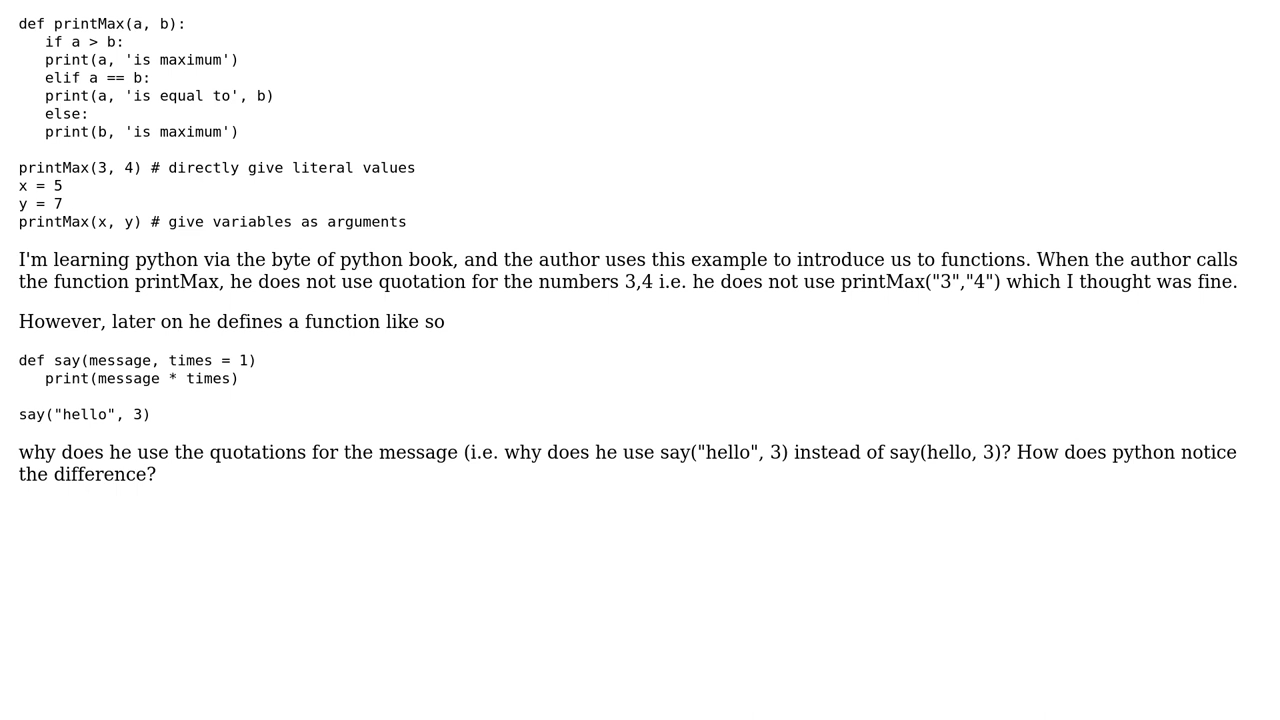 def printMax(a, b):
   if a > b:
   print(a, 'is maximum')
   elif a == b:
   print(a, 'is equal to', b)
   else:
   print(b, 'is maximum')

printMax(3, 4) # directly give literal values
x = 5
y = 7
printMax(x, y) # give variables as arguments

I'm learning python via the byte of python book, and the author uses this example to introduce us to functions. When the author calls
the function printMax, he does not use quotation for the numbers 3,4 i.e. he does not use printMax("3","4") which I thought was fine.

However, later on he defines a function like so

def say(message, times = 1)
   print(message * times)

say("hello", 3)

why does he use the quotations for the message (i.e. why does he use say("hello", 3) instead of say(hello, 3)? How does python notice
the difference?